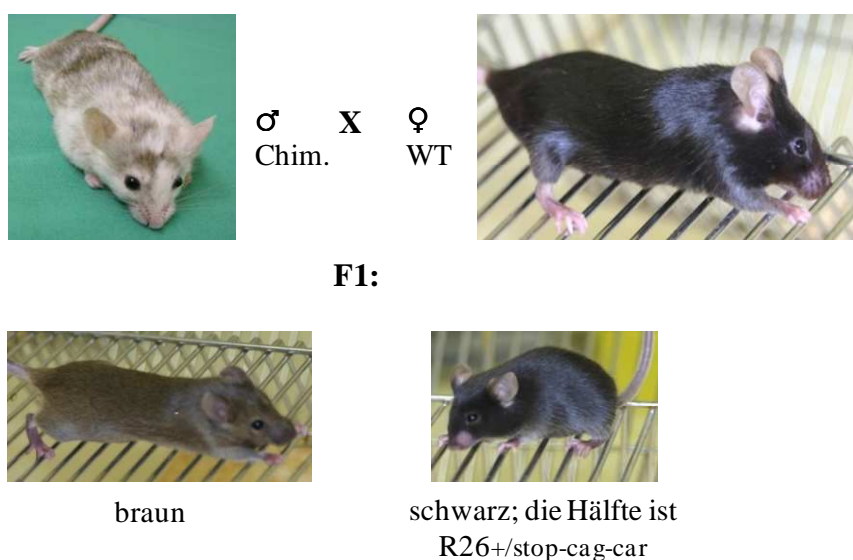 ♂ X ♀
Chim. WT
F1:
braun
schwarz; die Hälfte ist
R26+/stop-cag-car